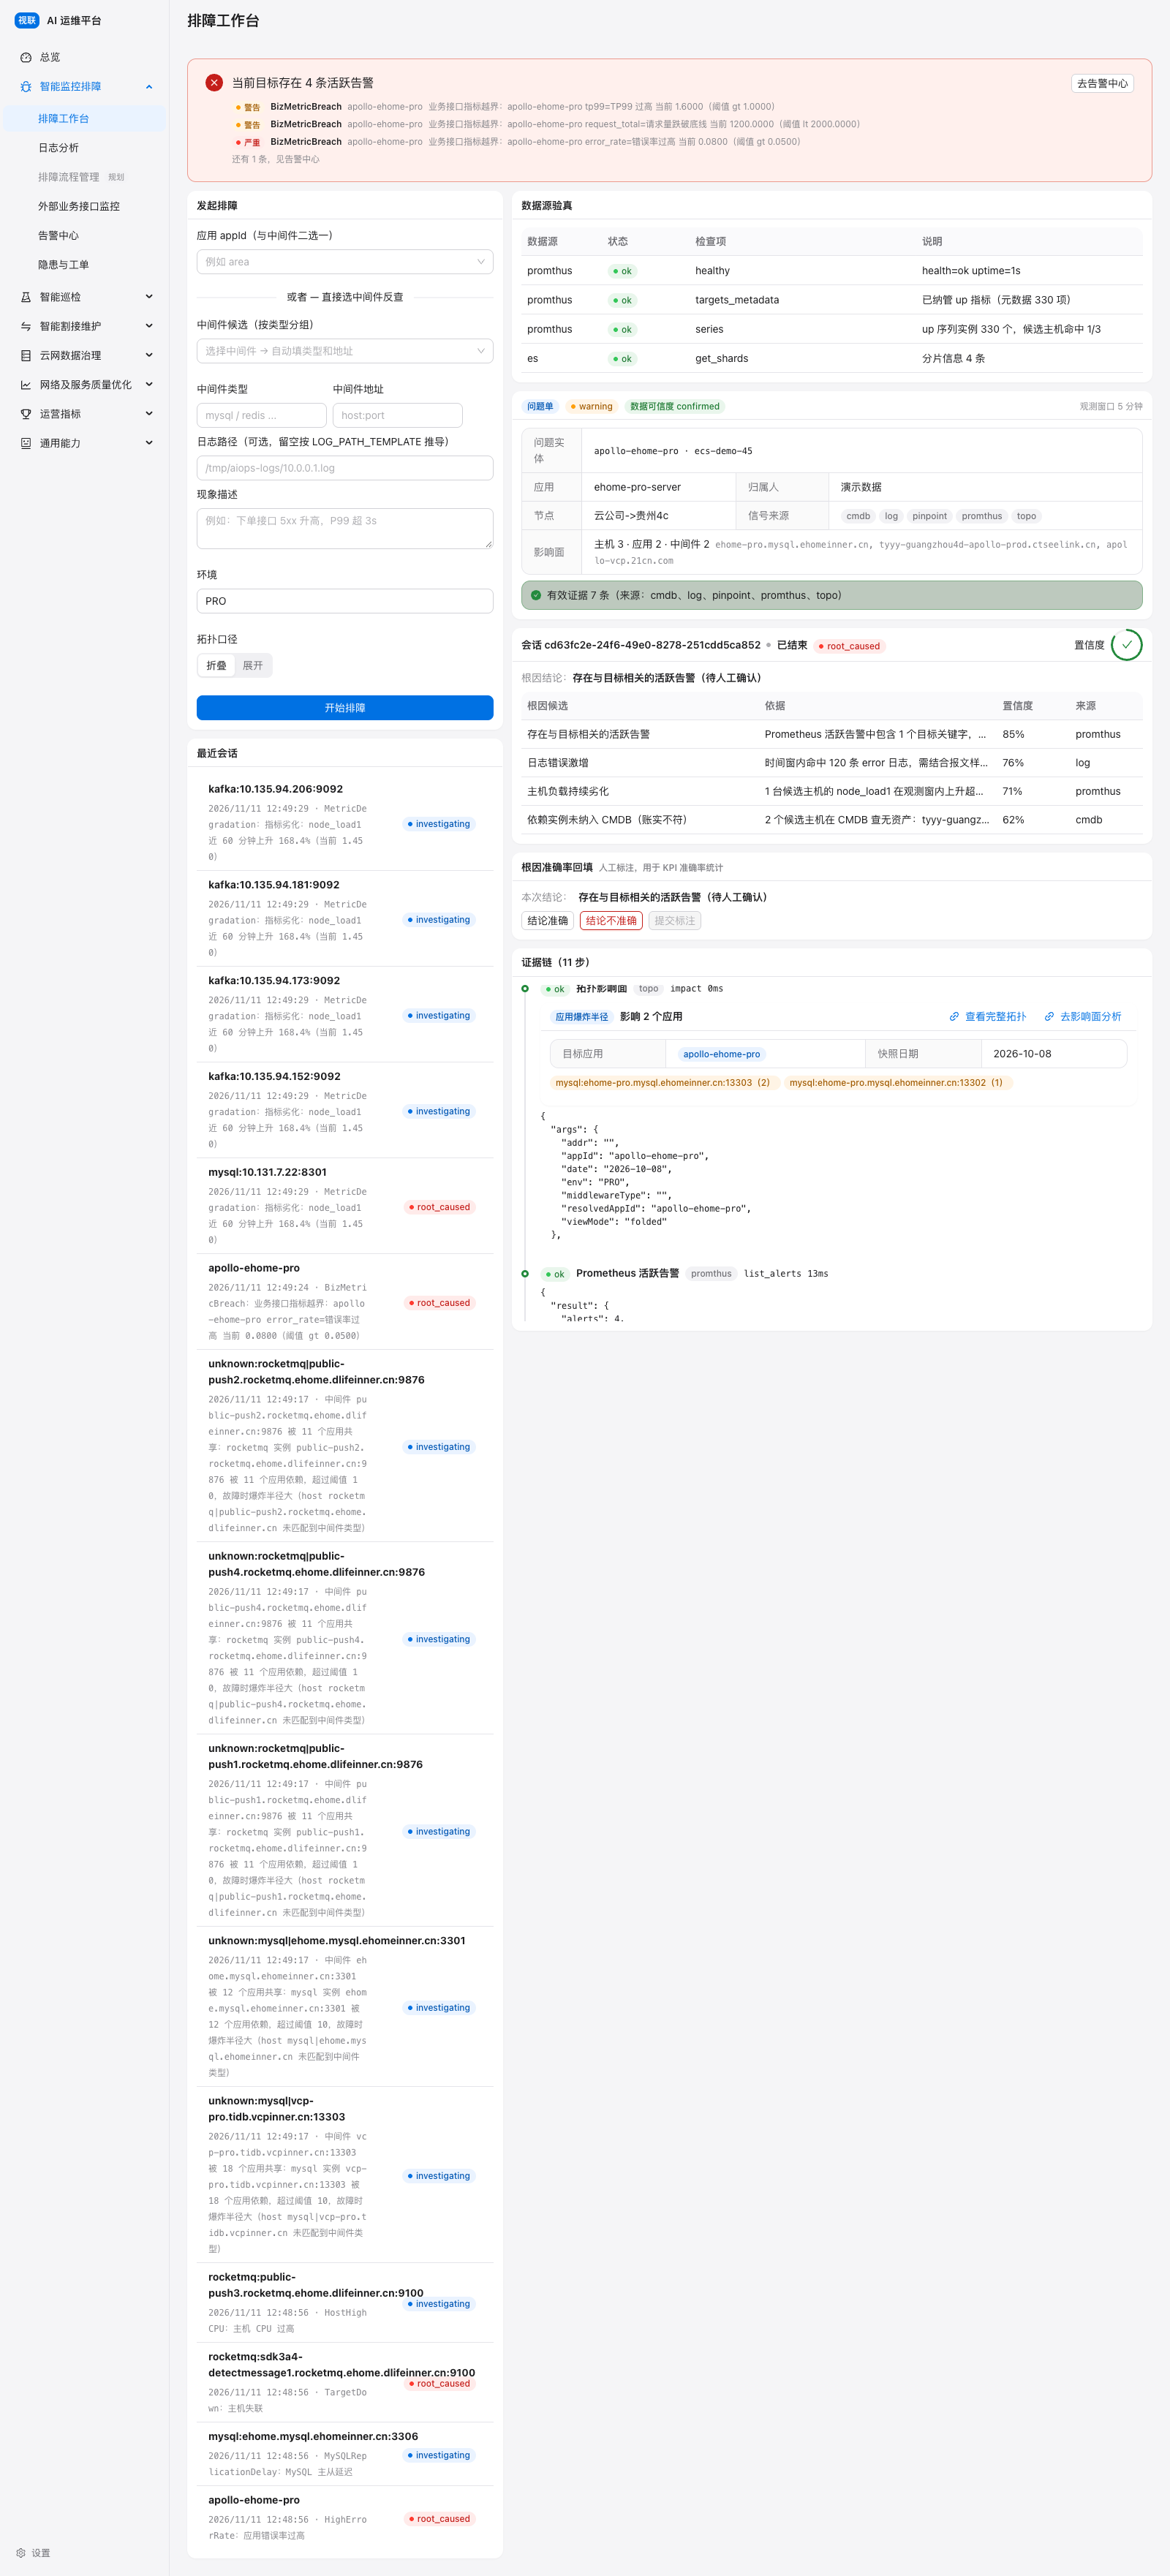 视联 AI 运维平台
总览
智能监控排障
排障工作台
日志分析
排障流程管理 规划
外部业务接口监控
告警中心
隐患与工单
智能巡检
智能割接维护
云网数据治理
网络及服务质量优化
运营指标
通用能力
设置
排障工作台
当前目标存在 4 条活跃告警
去告警中心
警告 BizMetricBreach apollo-ehome-pro 业务接口指标越界：apollo-ehome-pro tp99=TP99 过高 当前 1.6000（阈值 gt 1.0000）
警告 BizMetricBreach apollo-ehome-pro 业务接口指标越界：apollo-ehome-pro request_total=请求量跌破底线 当前 1200.0000（阈值 lt 2000.0000）
严重 BizMetricBreach apollo-ehome-pro 业务接口指标越界：apollo-ehome-pro error_rate=错误率过高 当前 0.0800（阈值 gt 0.0500）
还有 1 条，见告警中心
发起排障
应用 appId（与中间件二选一）
例如 area
或者 — 直接选中间件反查
中间件候选（按类型分组）
选择中间件 → 自动填类型和地址
中间件类型 中间件地址
mysql / redis ... host:port
日志路径（可选，留空按 LOG_PATH_TEMPLATE 推导）
/tmp/aiops-logs/10.0.0.1.log
现象描述
例如：下单接口 5xx 升高，P99 超 3s
环境
PRO
拓扑口径
折叠 展开
开始排障
最近会话
kafka:10.135.94.206:9092
2026/11/11 12:49:29 · MetricDe
gradation：指标劣化：node_load1
近 60 分钟上升 168.4%（当前 1.45
0）
investigating
kafka:10.135.94.181:9092
2026/11/11 12:49:29 · MetricDe
gradation：指标劣化：node_load1
近 60 分钟上升 168.4%（当前 1.45
0）
investigating
kafka:10.135.94.173:9092
2026/11/11 12:49:29 · MetricDe
gradation：指标劣化：node_load1
近 60 分钟上升 168.4%（当前 1.45
0）
investigating
kafka:10.135.94.152:9092
2026/11/11 12:49:29 · MetricDe
gradation：指标劣化：node_load1
近 60 分钟上升 168.4%（当前 1.45
0）
investigating
mysql:10.131.7.22:8301
2026/11/11 12:49:29 · MetricDe
gradation：指标劣化：node_load1
近 60 分钟上升 168.4%（当前 1.45
0）
root_caused
apollo-ehome-pro
2026/11/11 12:49:24 · BizMetri
cBreach：业务接口指标越界：apollo
-ehome-pro error_rate=错误率过
高 当前 0.0800（阈值 gt 0.0500）
root_caused
unknown:rocketmq|public-
push2.rocketmq.ehome.dlifeinner.cn:9876
2026/11/11 12:49:17 · 中间件 pu
blic-push2.rocketmq.ehome.dlif
einner.cn:9876 被 11 个应用共
享：rocketmq 实例 public-push2.
rocketmq.ehome.dlifeinner.cn:9
876 被 11 个应用依赖，超过阈值 1
0，故障时爆炸半径大（host rocketm
q|public-push2.rocketmq.ehome.
dlifeinner.cn 未匹配到中间件类型）
investigating
unknown:rocketmq|public-
push4.rocketmq.ehome.dlifeinner.cn:9876
2026/11/11 12:49:17 · 中间件 pu
blic-push4.rocketmq.ehome.dlif
einner.cn:9876 被 11 个应用共
享：rocketmq 实例 public-push4.
rocketmq.ehome.dlifeinner.cn:9
876 被 11 个应用依赖，超过阈值 1
0，故障时爆炸半径大（host rocketm
q|public-push4.rocketmq.ehome.
dlifeinner.cn 未匹配到中间件类型）
investigating
unknown:rocketmq|public-
push1.rocketmq.ehome.dlifeinner.cn:9876
2026/11/11 12:49:17 · 中间件 pu
blic-push1.rocketmq.ehome.dlif
einner.cn:9876 被 11 个应用共
享：rocketmq 实例 public-push1.
rocketmq.ehome.dlifeinner.cn:9
876 被 11 个应用依赖，超过阈值 1
0，故障时爆炸半径大（host rocketm
q|public-push1.rocketmq.ehome.
dlifeinner.cn 未匹配到中间件类型）
investigating
unknown:mysql|ehome.mysql.ehomeinner.cn:3301
2026/11/11 12:49:17 · 中间件 eh
ome.mysql.ehomeinner.cn:3301
被 12 个应用共享：mysql 实例 ehom
e.mysql.ehomeinner.cn:3301 被
12 个应用依赖，超过阈值 10，故障时
爆炸半径大（host mysql|ehome.mys
ql.ehomeinner.cn 未匹配到中间件
类型）
investigating
unknown:mysql|vcp-
pro.tidb.vcpinner.cn:13303
2026/11/11 12:49:17 · 中间件 vc
p-pro.tidb.vcpinner.cn:13303
被 18 个应用共享：mysql 实例 vcp-
pro.tidb.vcpinner.cn:13303 被
18 个应用依赖，超过阈值 10，故障时
爆炸半径大（host mysql|vcp-pro.t
idb.vcpinner.cn 未匹配到中间件类
型）
investigating
rocketmq:public-
push3.rocketmq.ehome.dlifeinner.cn:9100
2026/11/11 12:48:56 · HostHigh
CPU：主机 CPU 过高
investigating
rocketmq:sdk3a4-
detectmessage1.rocketmq.ehome.dlifeinner.cn:9100
2026/11/11 12:48:56 · TargetDo
wn：主机失联
root_caused
mysql:ehome.mysql.ehomeinner.cn:3306
2026/11/11 12:48:56 · MySQLRep
licationDelay：MySQL 主从延迟
investigating
apollo-ehome-pro
2026/11/11 12:48:56 · HighErro
rRate：应用错误率过高
root_caused
数据源验真
数据源 状态 检查项 说明
promthus ok healthy health=ok uptime=1s
promthus ok targets_metadata 已纳管 up 指标（元数据 330 项）
promthus ok series up 序列实例 330 个，候选主机命中 1/3
es ok get_shards 分片信息 4 条
问题单 warning 数据可信度 confirmed 观测窗口 5 分钟
问题实体 apollo-ehome-pro · ecs-demo-45
应用 ehome-pro-server 归属人 演示数据
节点 云公司->贵州4c 信号来源 cmdb log pinpoint promthus topo
影响面 主机 3 · 应用 2 · 中间件 2 ehome-pro.mysql.ehomeinner.cn, tyyy-guangzhou4d-apollo-prod.ctseelink.cn, apol
lo-vcp.21cn.com
有效证据 7 条（来源：cmdb、log、pinpoint、promthus、topo）
会话 cd63fc2e-24f6-49e0-8278-251cdd5ca852 已结束 root_caused 置信度
根因结论：存在与目标相关的活跃告警（待人工确认）
根因候选 依据 置信度 来源
存在与目标相关的活跃告警 Prometheus 活跃告警中包含 1 个目标关键字，... 85% promthus
日志错误激增 时间窗内命中 120 条 error 日志，需结合报文样... 76% log
主机负载持续劣化 1 台候选主机的 node_load1 在观测窗内上升超... 71% promthus
依赖实例未纳入 CMDB（账实不符） 2 个候选主机在 CMDB 查无资产：tyyy-guangz... 62% cmdb
根因准确率回填 人工标注，用于 KPI 准确率统计
本次结论： 存在与目标相关的活跃告警（待人工确认）
结论准确 结论不准确 提交标注
证据链（11 步）
ok 拓扑影响面 topo impact 0ms
应用爆炸半径 影响 2 个应用 查看完整拓扑 去影响面分析
目标应用 apollo-ehome-pro 快照日期 2026-10-08
mysql:ehome-pro.mysql.ehomeinner.cn:13303（2） mysql:ehome-pro.mysql.ehomeinner.cn:13302（1）
{
"args": {
"addr": "",
"appId": "apollo-ehome-pro",
"date": "2026-10-08",
"env": "PRO",
"middlewareType": "",
"resolvedAppId": "apollo-ehome-pro",
"viewMode": "folded"
},
ok Prometheus 活跃告警 promthus list_alerts 13ms
{
"result": {
"alerts": 4,